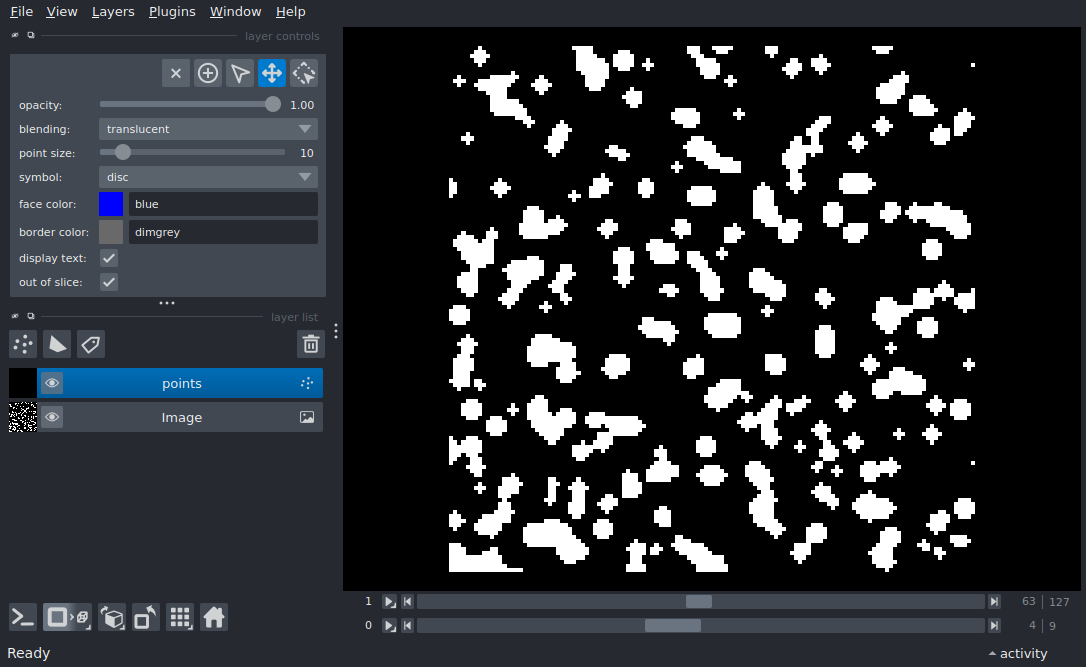 File View Layers Plugins Window Help
layer controls
opacity: 1.00
blending: translucent
point size: 10
symbol: disc
face color: blue
border color: dimgrey
display text:
out of slice:
layer list
points
Image
1 63 127
0 4 9
Ready activity